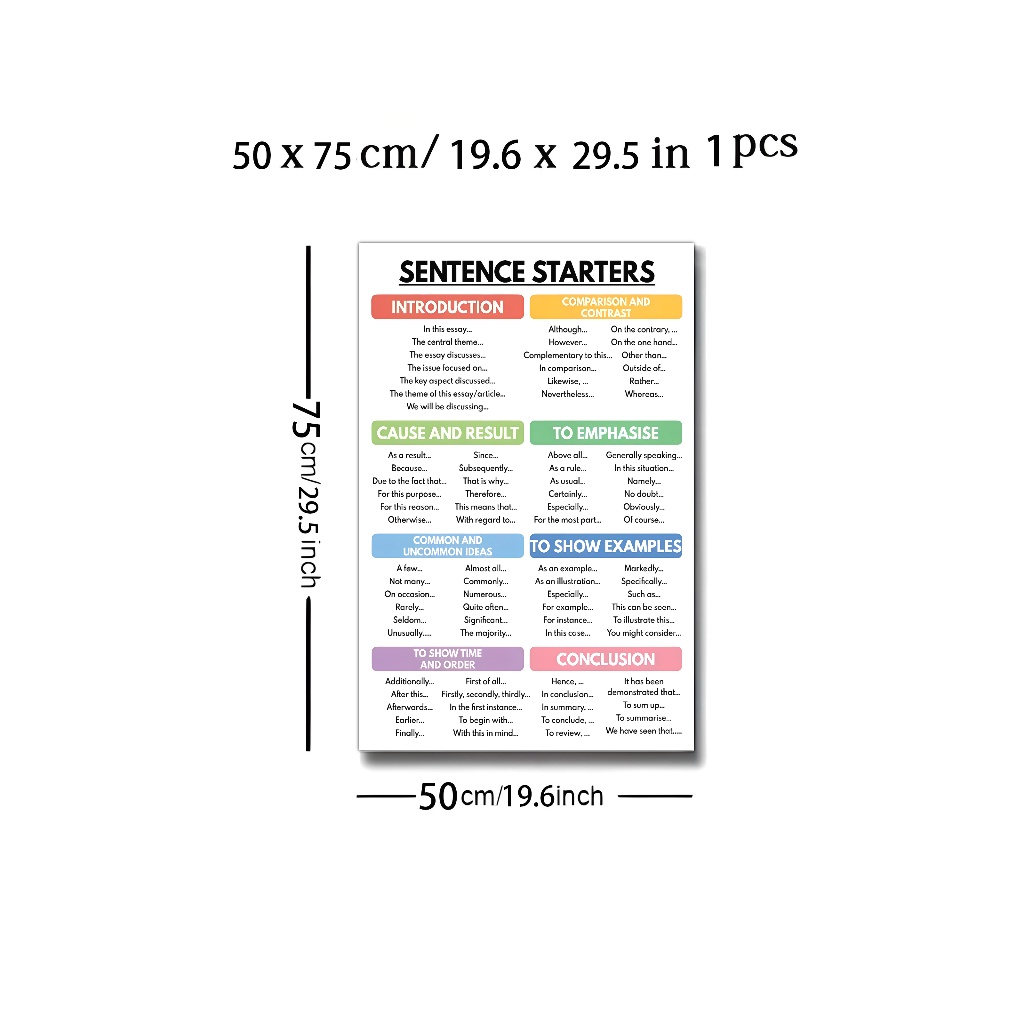 50 x 75 cm/ 19.6 x 29.5 in 1 pcs
75cm/29.5inch
SENTENCE STARTERS
INTRODUCTION
In this essay...
The central theme...
The essay discusses...
The issue focused on...
The key aspect discussed...
The theme of this essay/article...
We will be discussing...
COMPARISON AND
CONTRAST
Although... On the contrary, ...
However... On the one hand...
Complementary to this... Other than...
In comparison... Outside of...
Likewise, ... Rather...
Nevertheless... Whereas...
CAUSE AND RESULT
As a result... Since...
Because... Subsequently...
Due to the fact that... That is why...
For this purpose... Therefore...
For this reason... This means that...
Otherwise... With regard to...
TO EMPHASISE
Above all... Generally speaking...
As a rule... In this situation...
As usual... Namely...
Certainly... No doubt...
Especially... Obviously...
For the most part... Of course...
COMMON AND
UNCOMMON IDEAS
A few... Almost all...
Not many... Commonly...
On occasion... Numerous...
Rarely... Quite often...
Seldom... Significant...
Unusually..... The majority...
TO SHOW EXAMPLES
As an example... Markedly...
As an illustration... Specifically...
Especially... Such as...
For example... This can be seen...
For instance... To illustrate this...
In this case... You might consider...
TO SHOW TIME
AND ORDER
Additionally... First of all...
After this... Firstly, secondly, thirdly...
Afterwards... In the first instance...
Earlier... To begin with...
Finally... With this in mind...
CONCLUSION
Hence, ... It has been
In conclusion... demonstrated that...
In summary, ... To sum up...
To conclude, ... To summarise...
To review, ... We have seen that.....
50cm/19.6inch